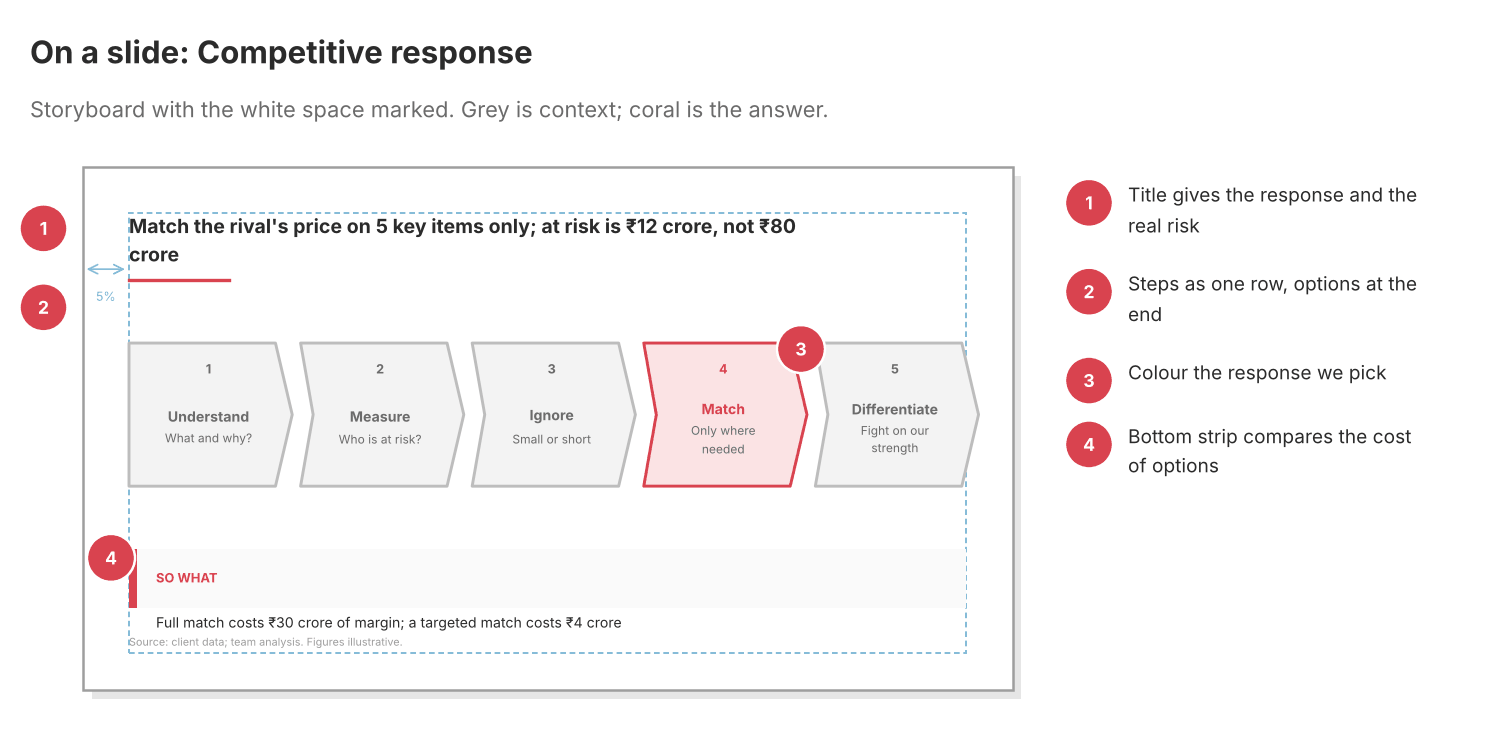 On a slide: Competitive response
Storyboard with the white space marked. Grey is context; coral is the answer.
1
Match the rival's price on 5 key items only; at risk is ₹12 crore, not ₹80
crore
5%
2
1
Understand
What and why?
2
Measure
Who is at risk?
3
Ignore
Small or short
4
Match
Only where
needed
3
5
Differentiate
Fight on our
strength
4
SO WHAT
Full match costs ₹30 crore of margin; a targeted match costs ₹4 crore
Source: client data; team analysis. Figures illustrative.
1
Title gives the response and the
real risk
2
Steps as one row, options at the
end
3
Colour the response we pick
4
Bottom strip compares the cost
of options